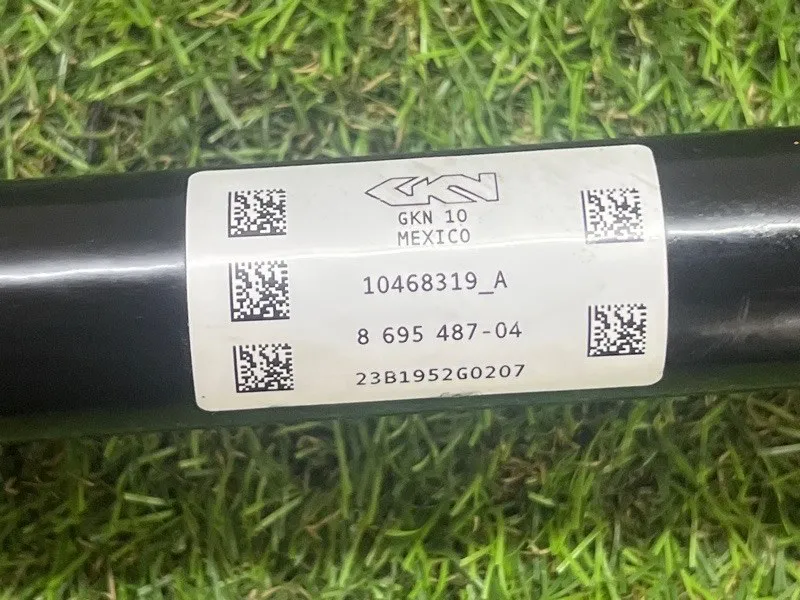 GKN
GKN 10
MEXICO
10468319_A
8 695 487-04
23B1952G0207